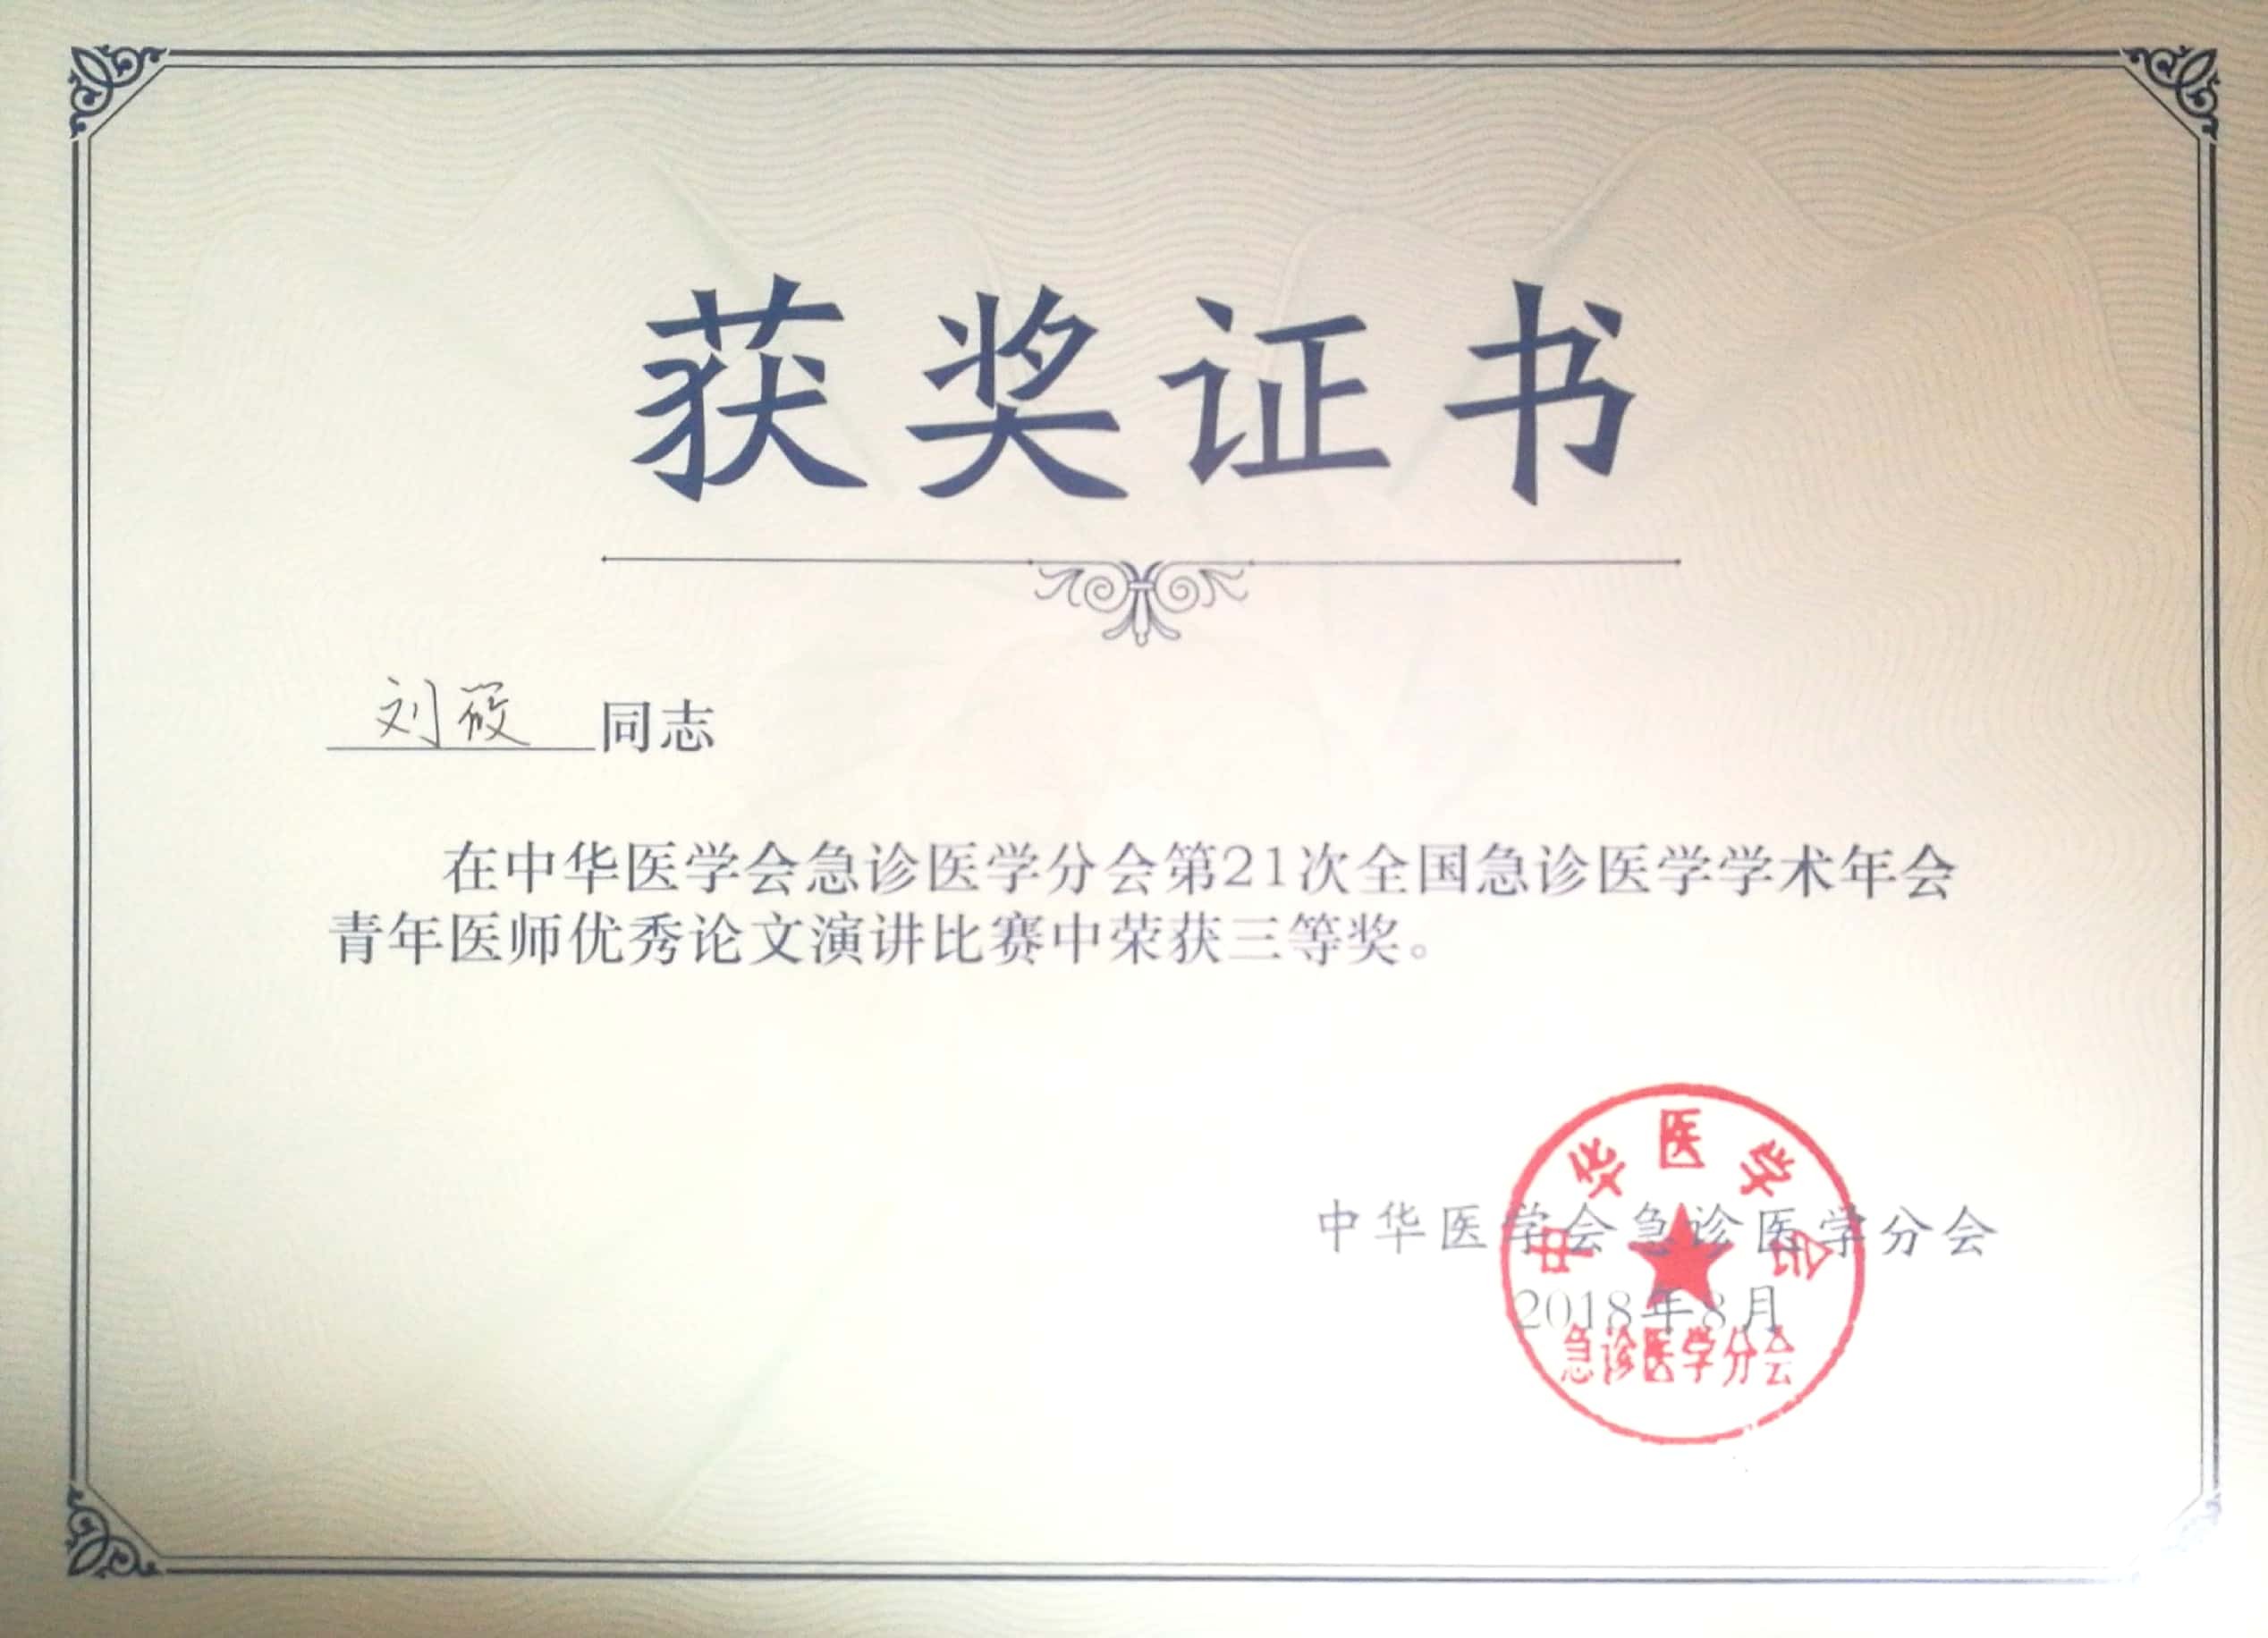 获奖证书
刘筱 同志
在中华医学会急诊医学分会第21次全国急诊医学学术年会
青年医师优秀论文演讲比赛中荣获三等奖。
中华医学会
中华医学会急诊医学分会
2018年8月
急诊医学分会